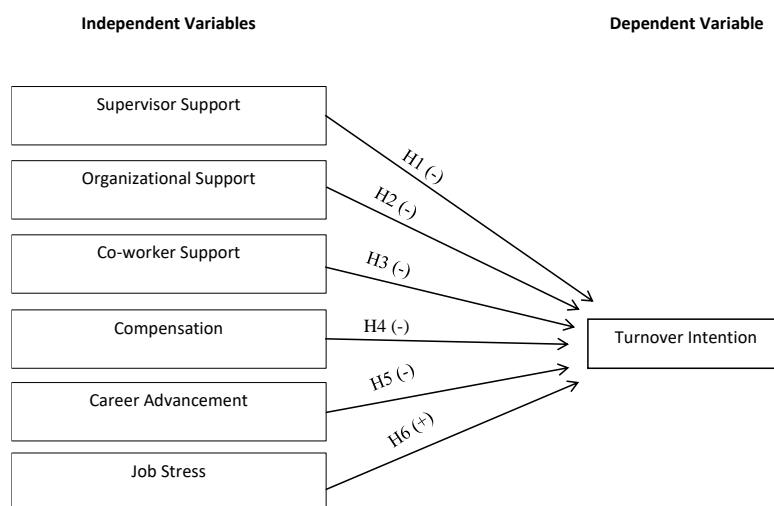 Independent Variables
Dependent Variable
Supervisor Support
H1 (-)
Organizational Support
H2 (-)
Co-worker Support
H3 (-)
Compensation
H4 (-)
Turnover Intention
Career Advancement
H5 (-)
Job Stress
H6 (+)